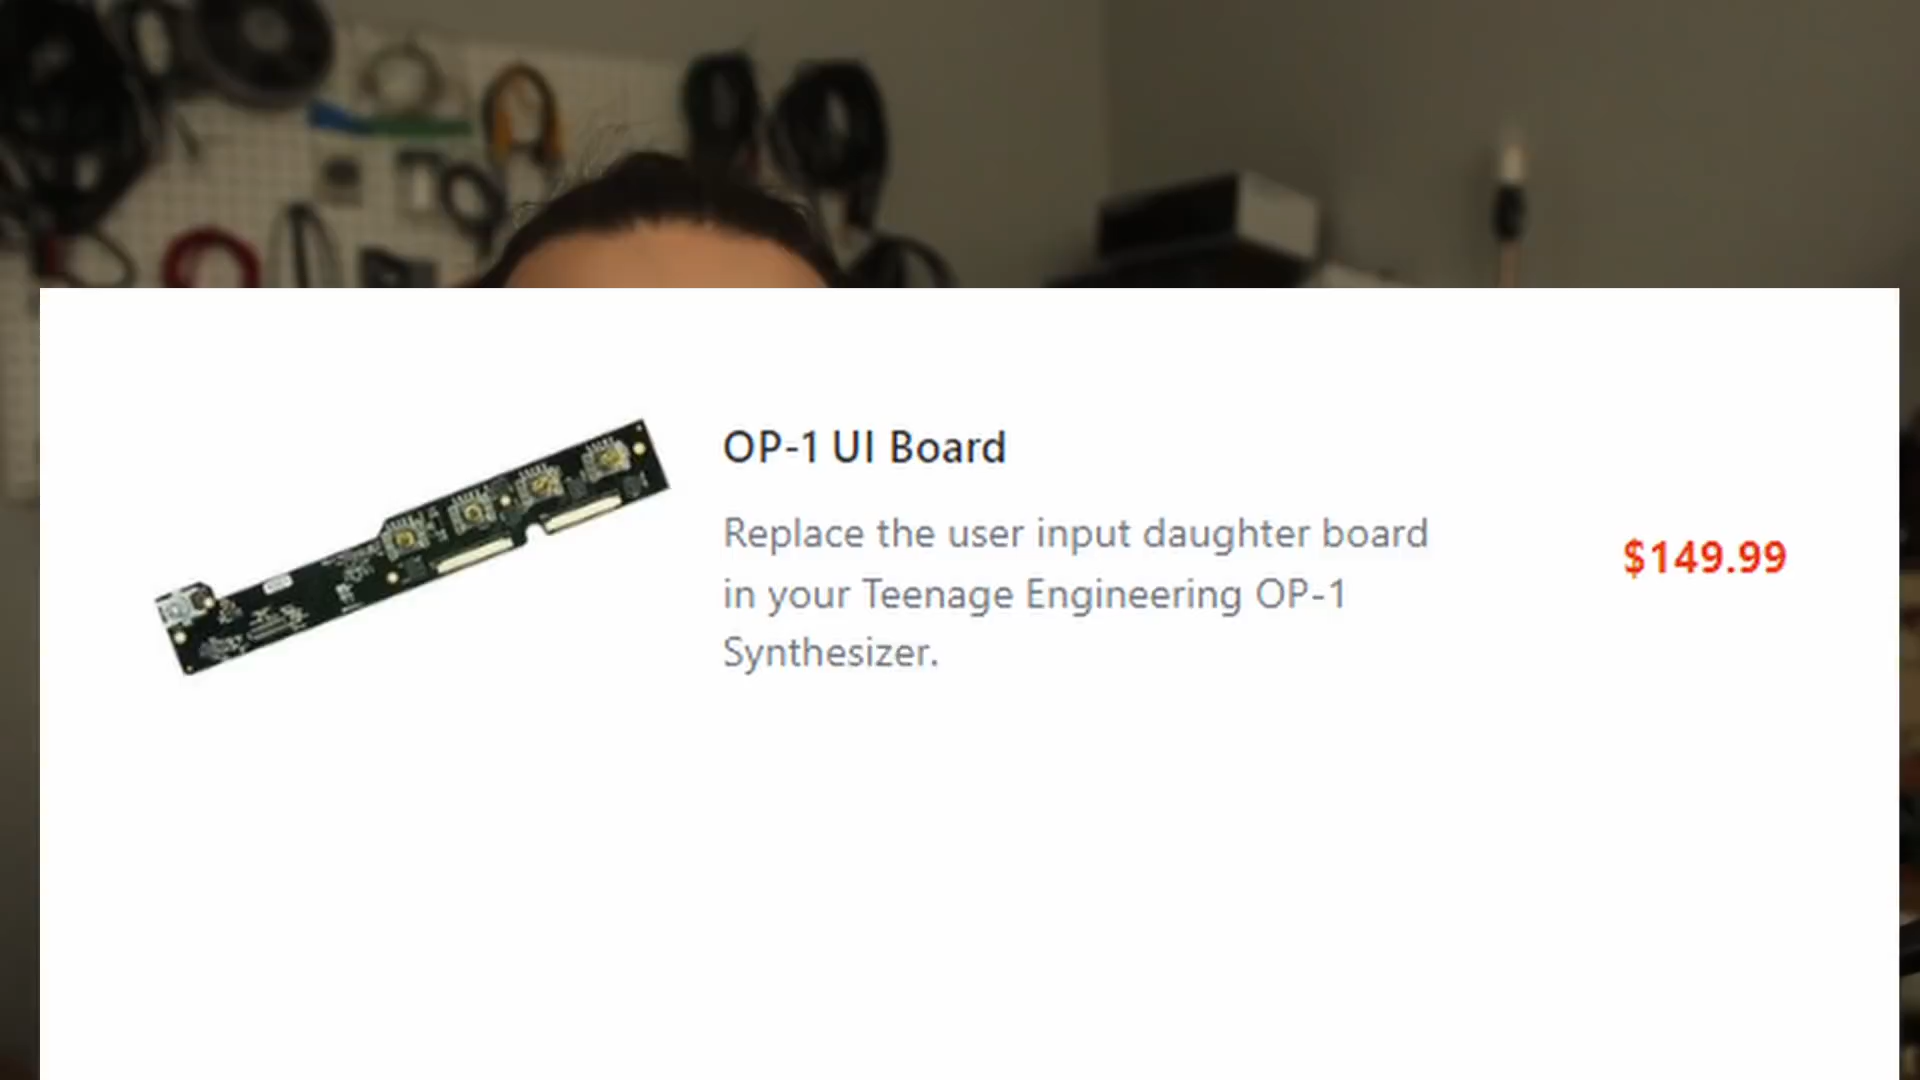 OP-1 UI Board
Replace the user input daughter board
in your Teenage Engineering OP-1
Synthesizer.
$149.99